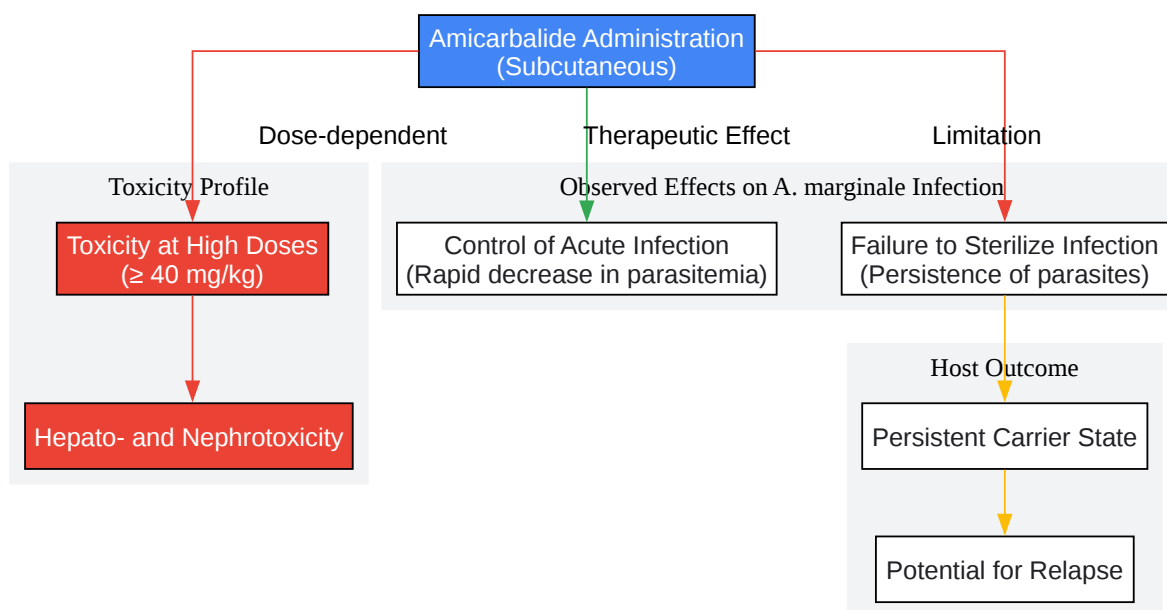 Amicarbalide Administration
(Subcutaneous)
Dose-dependent
Therapeutic Effect
Limitation
Toxicity Profile
Observed Effects on A. marginale Infection
Toxicity at High Doses
(≥ 40 mg/kg)
Control of Acute Infection
(Rapid decrease in parasitemia)
Failure to Sterilize Infection
(Persistence of parasites)
Host Outcome
Hepato- and Nephrotoxicity
Persistent Carrier State
Potential for Relapse